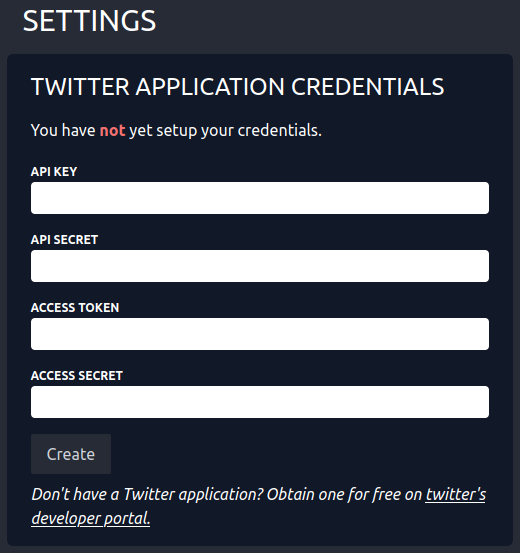 SETTINGS
TWITTER APPLICATION CREDENTIALS
You have not yet setup your credentials.
API KEY
API SECRET
ACCESS TOKEN
ACCESS SECRET
Create
Don't have a Twitter application? Obtain one for free on twitter's
developer portal.